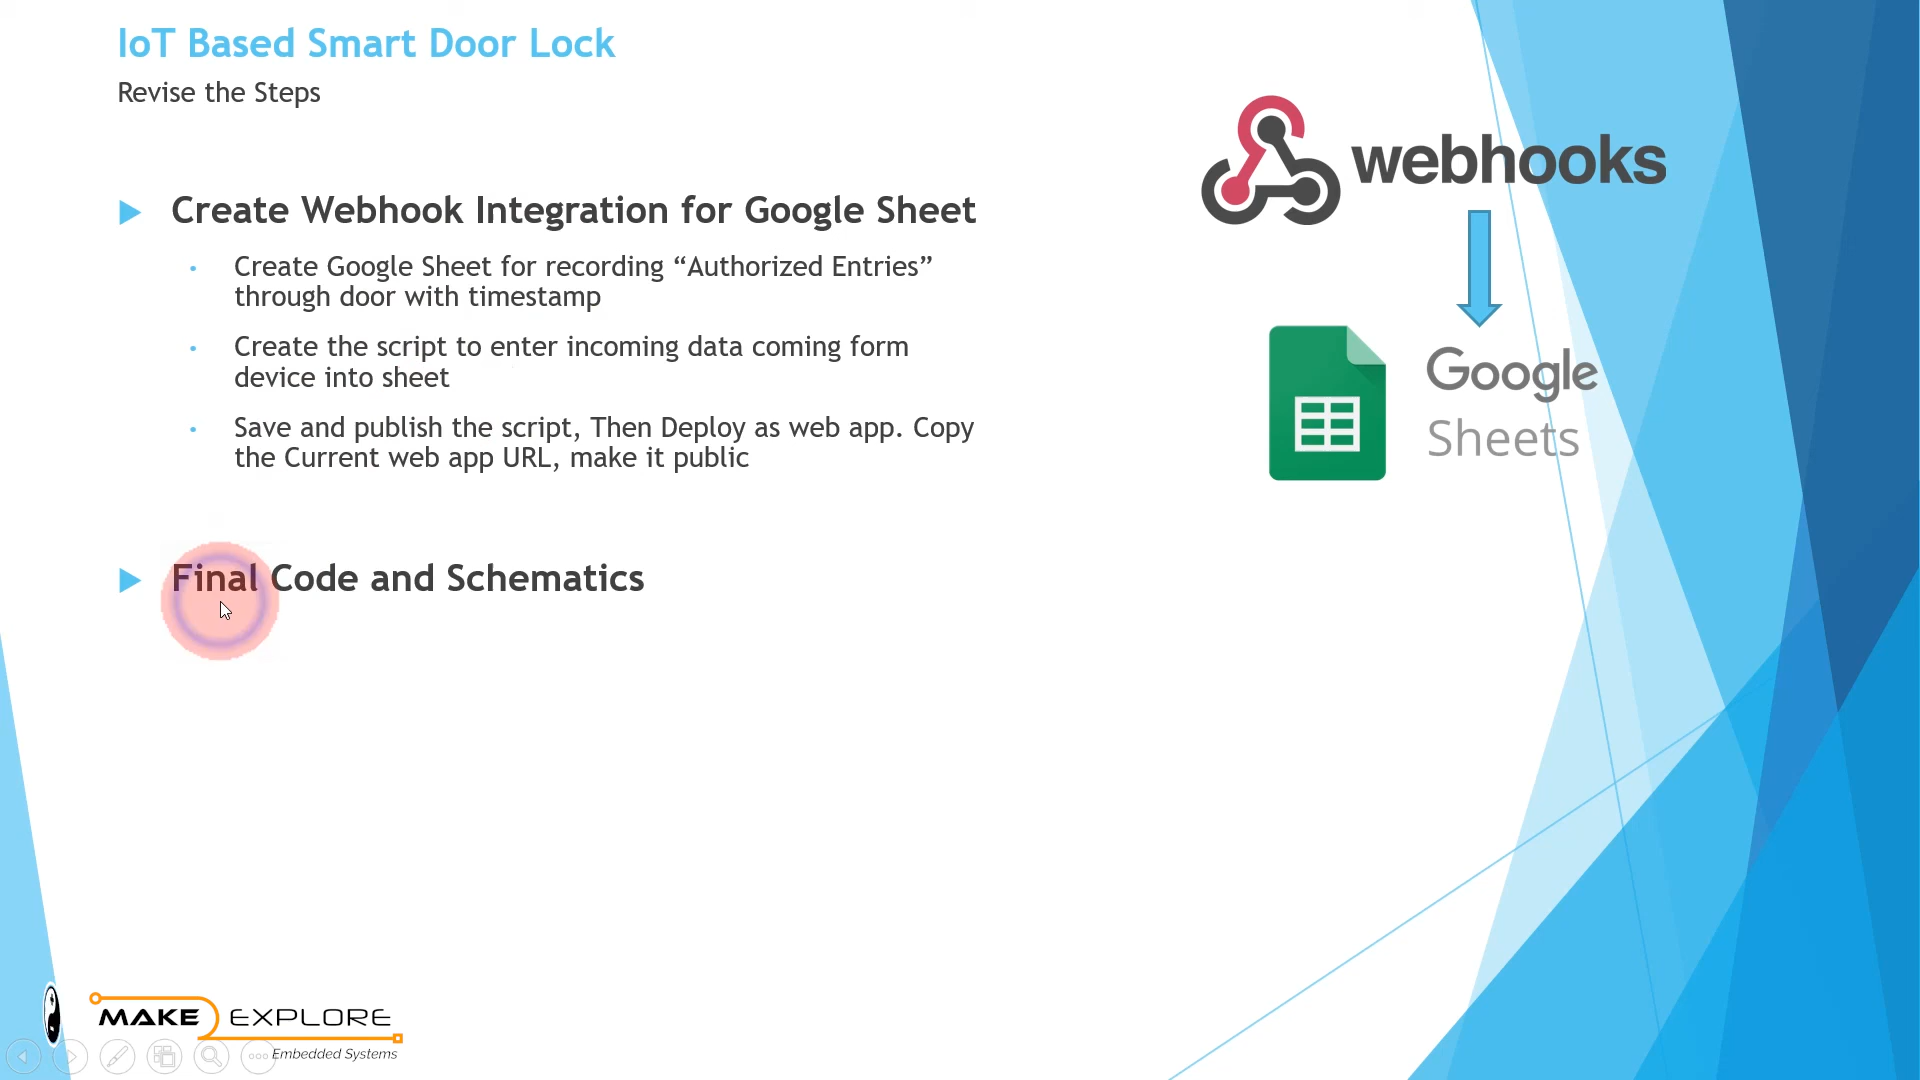 IoT Based Smart Door Lock
Revise the Steps
webhooks
Create Webhook Integration for Google Sheet
Create Google Sheet for recording “Authorized Entries”
through door with timestamp
Create the script to enter incoming data coming form
device into sheet
Save and publish the script, Then Deploy as web app. Copy
the Current web app URL, make it public
Google
Sheets
Final Code and Schematics
MAKE EXPLORE
Embedded Systems